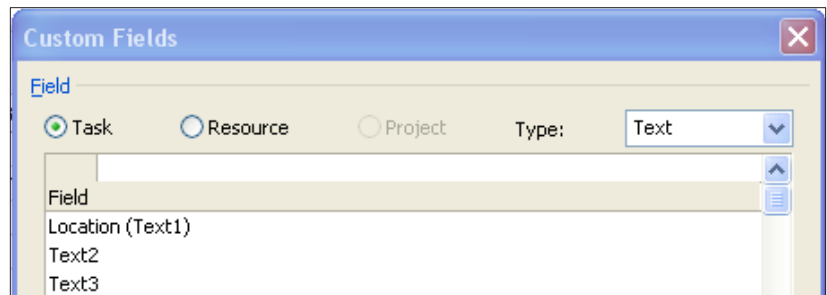 Custom Fields
Field
Task Resource Project Type: Text
Field
Location (Text1)
Text2
Text3